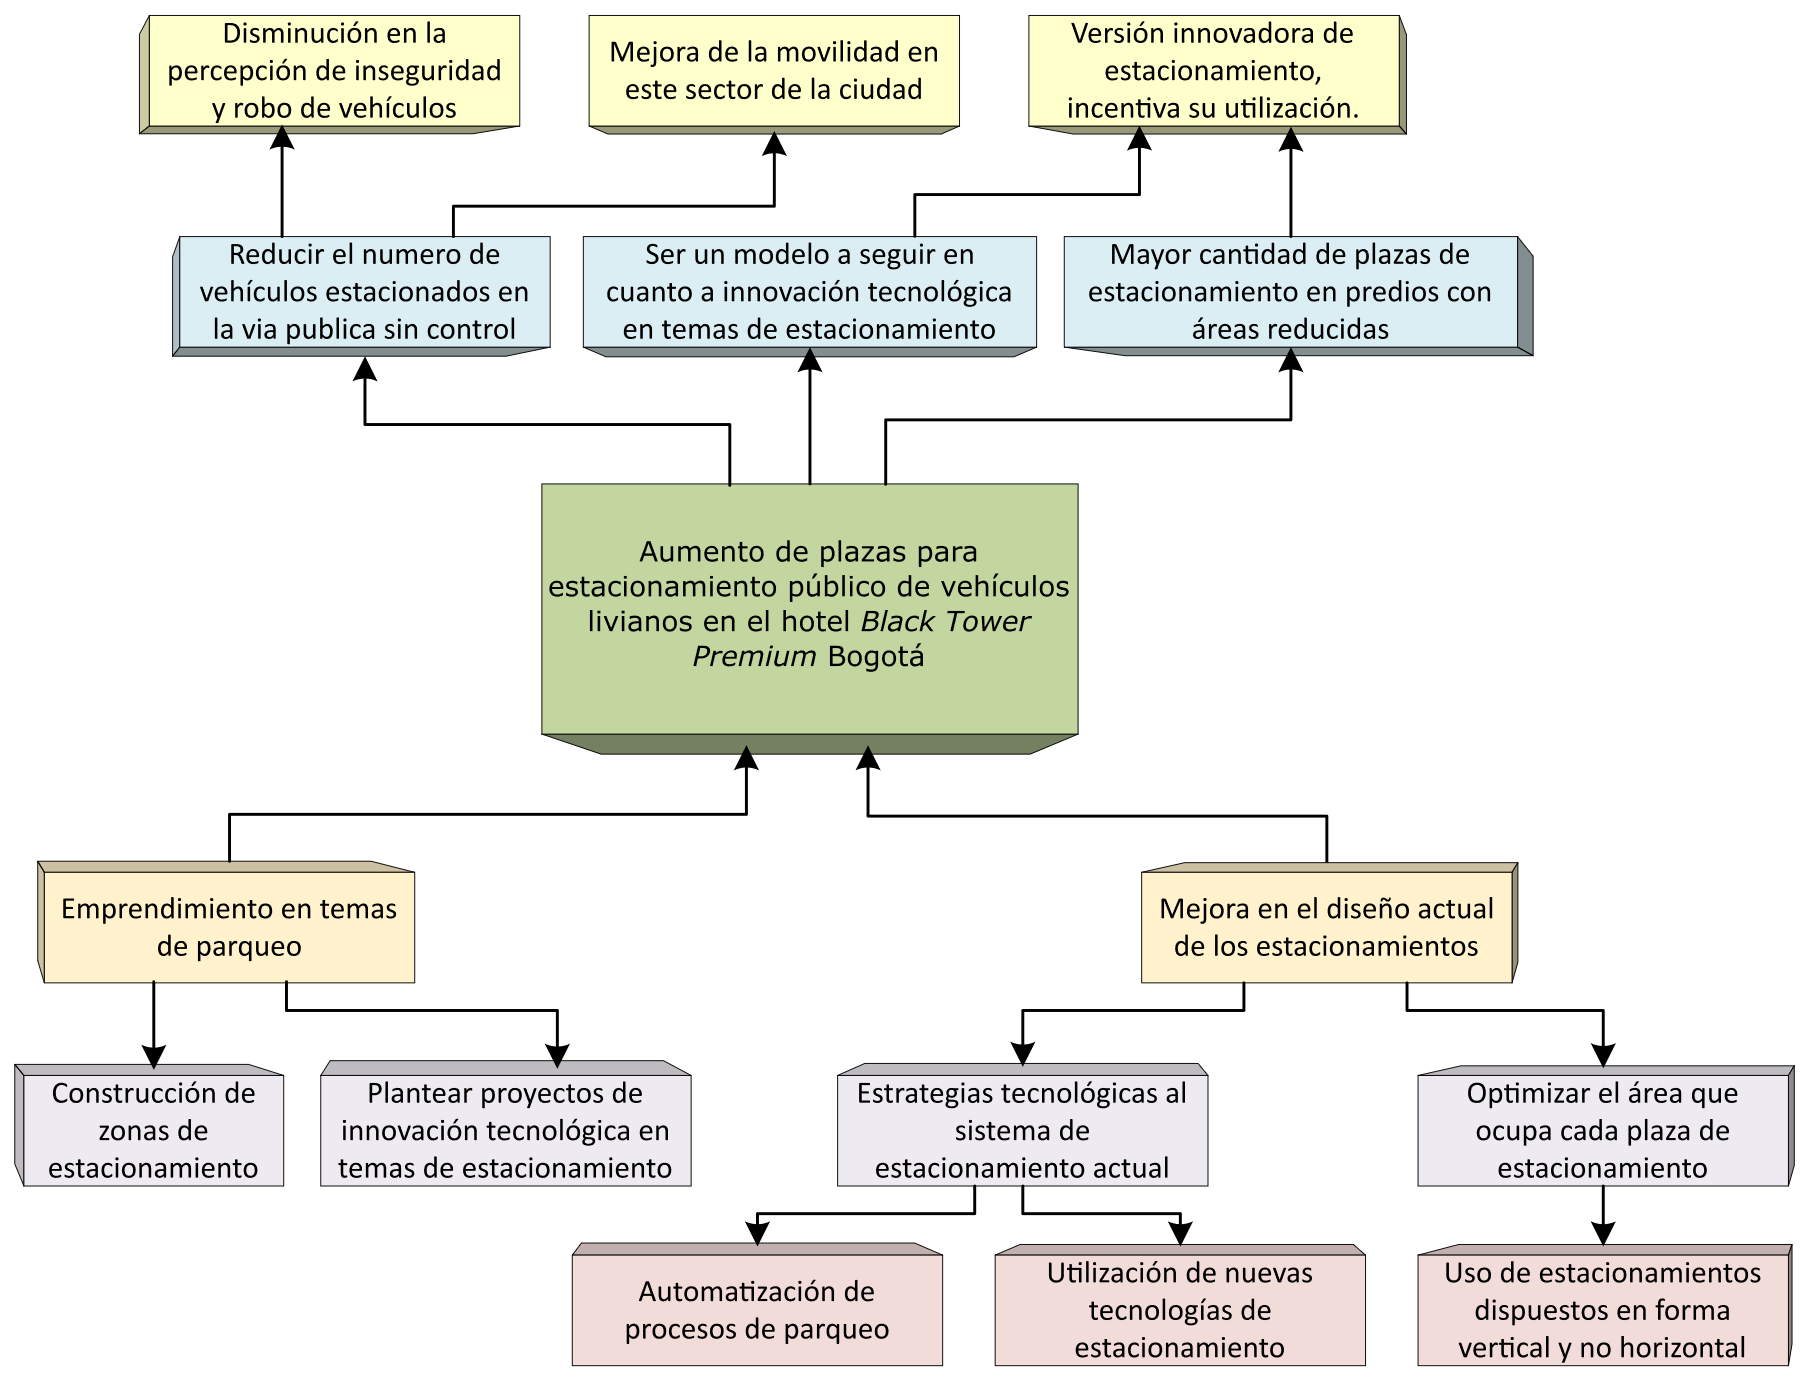 Disminución en la
percepción de inseguridad
y robo de vehículos
Mejora de la movilidad en
este sector de la ciudad
Versión innovadora de
estacionamiento,
incentiva su utilización.
Reducir el numero de
vehículos estacionados en
la via publica sin control
Ser un modelo a seguir en
cuanto a innovación tecnológica
en temas de estacionamiento
Mayor cantidad de plazas de
estacionamiento en predios con
áreas reducidas
Aumento de plazas para
estacionamiento público de vehículos
livianos en el hotel Black Tower
Premium Bogotá
Emprendimiento en temas
de parqueo
Mejora en el diseño actual
de los estacionamientos
Construcción de
zonas de
estacionamiento
Plantear proyectos de
innovación tecnológica en
temas de estacionamiento
Estrategias tecnológicas al
sistema de
estacionamiento actual
Optimizar el área que
ocupa cada plaza de
estacionamiento
Automatización de
procesos de parqueo
Utilización de nuevas
tecnologías de
estacionamiento
Uso de estacionamientos
dispuestos en forma
vertical y no horizontal